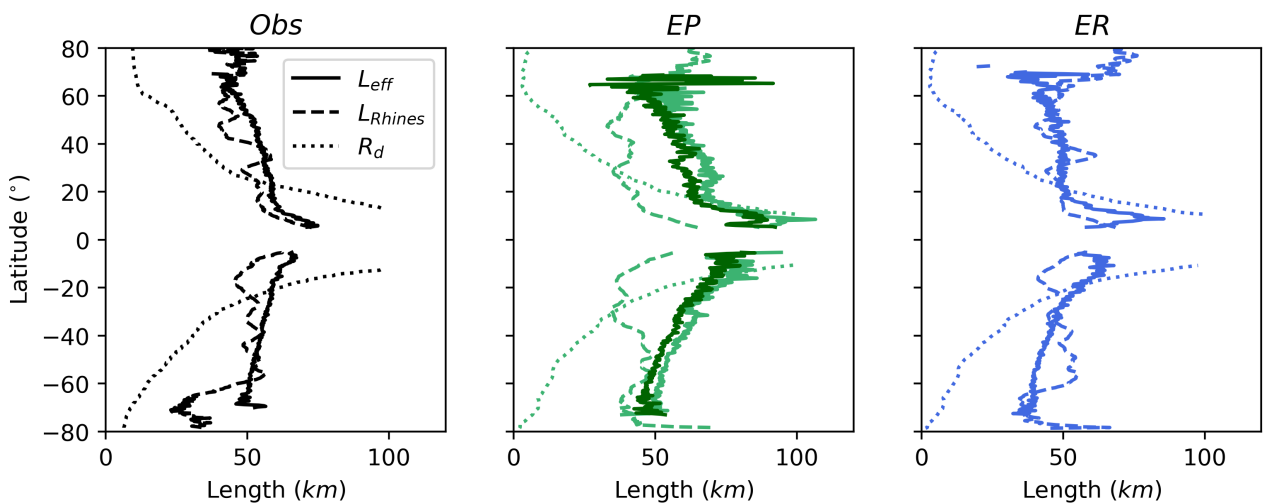 Obs
EP
ER
80
60
40
20
0
−20
−40
−60
−80
Latitude (°)
L_eff
L_Rhines
R_d
0 50 100
0 50 100
0 50 100
Length (km)
Length (km)
Length (km)